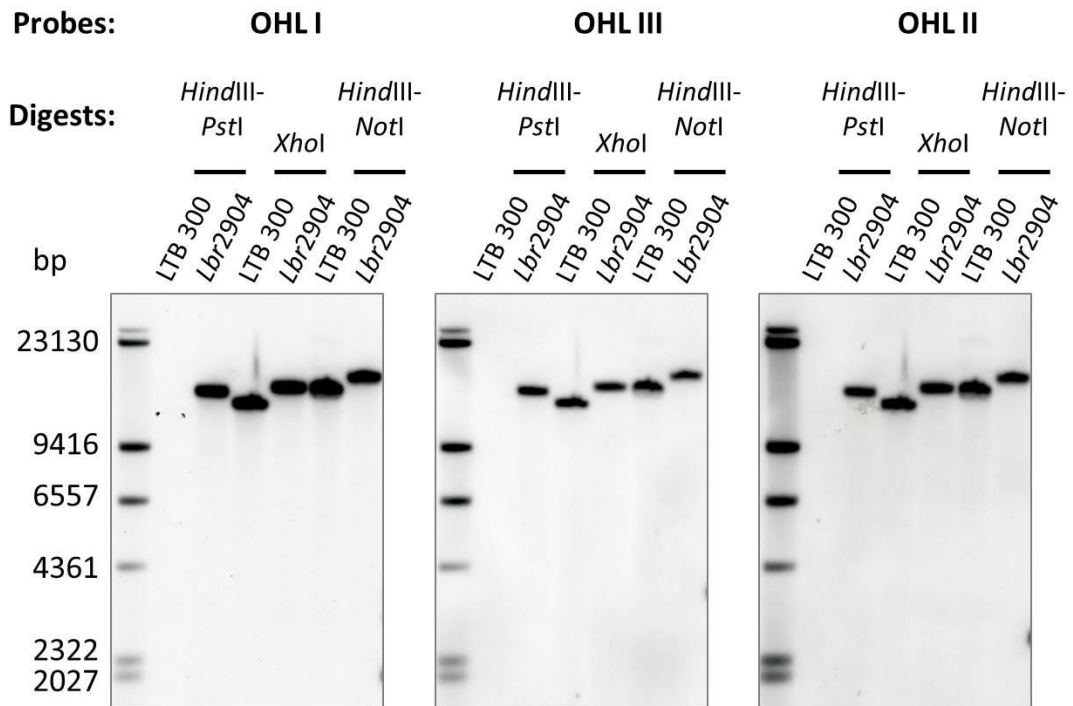 Probes: OHL I OHL III OHL II
HindIII- HindIII- HindIII- HindIII- HindIII- HindIII-
Digests: PstI XhoI NotI PstI XhoI NotI PstI XhoI NotI
LTB 300 Lbr2904 LTB 300 Lbr2904 LTB 300 Lbr2904 LTB 300 Lbr2904 LTB 300 Lbr2904 LTB 300 Lbr2904 LTB 300 Lbr2904 LTB 300 Lbr2904 LTB 300 Lbr2904
bp
23130
9416
6557
4361
2322
2027